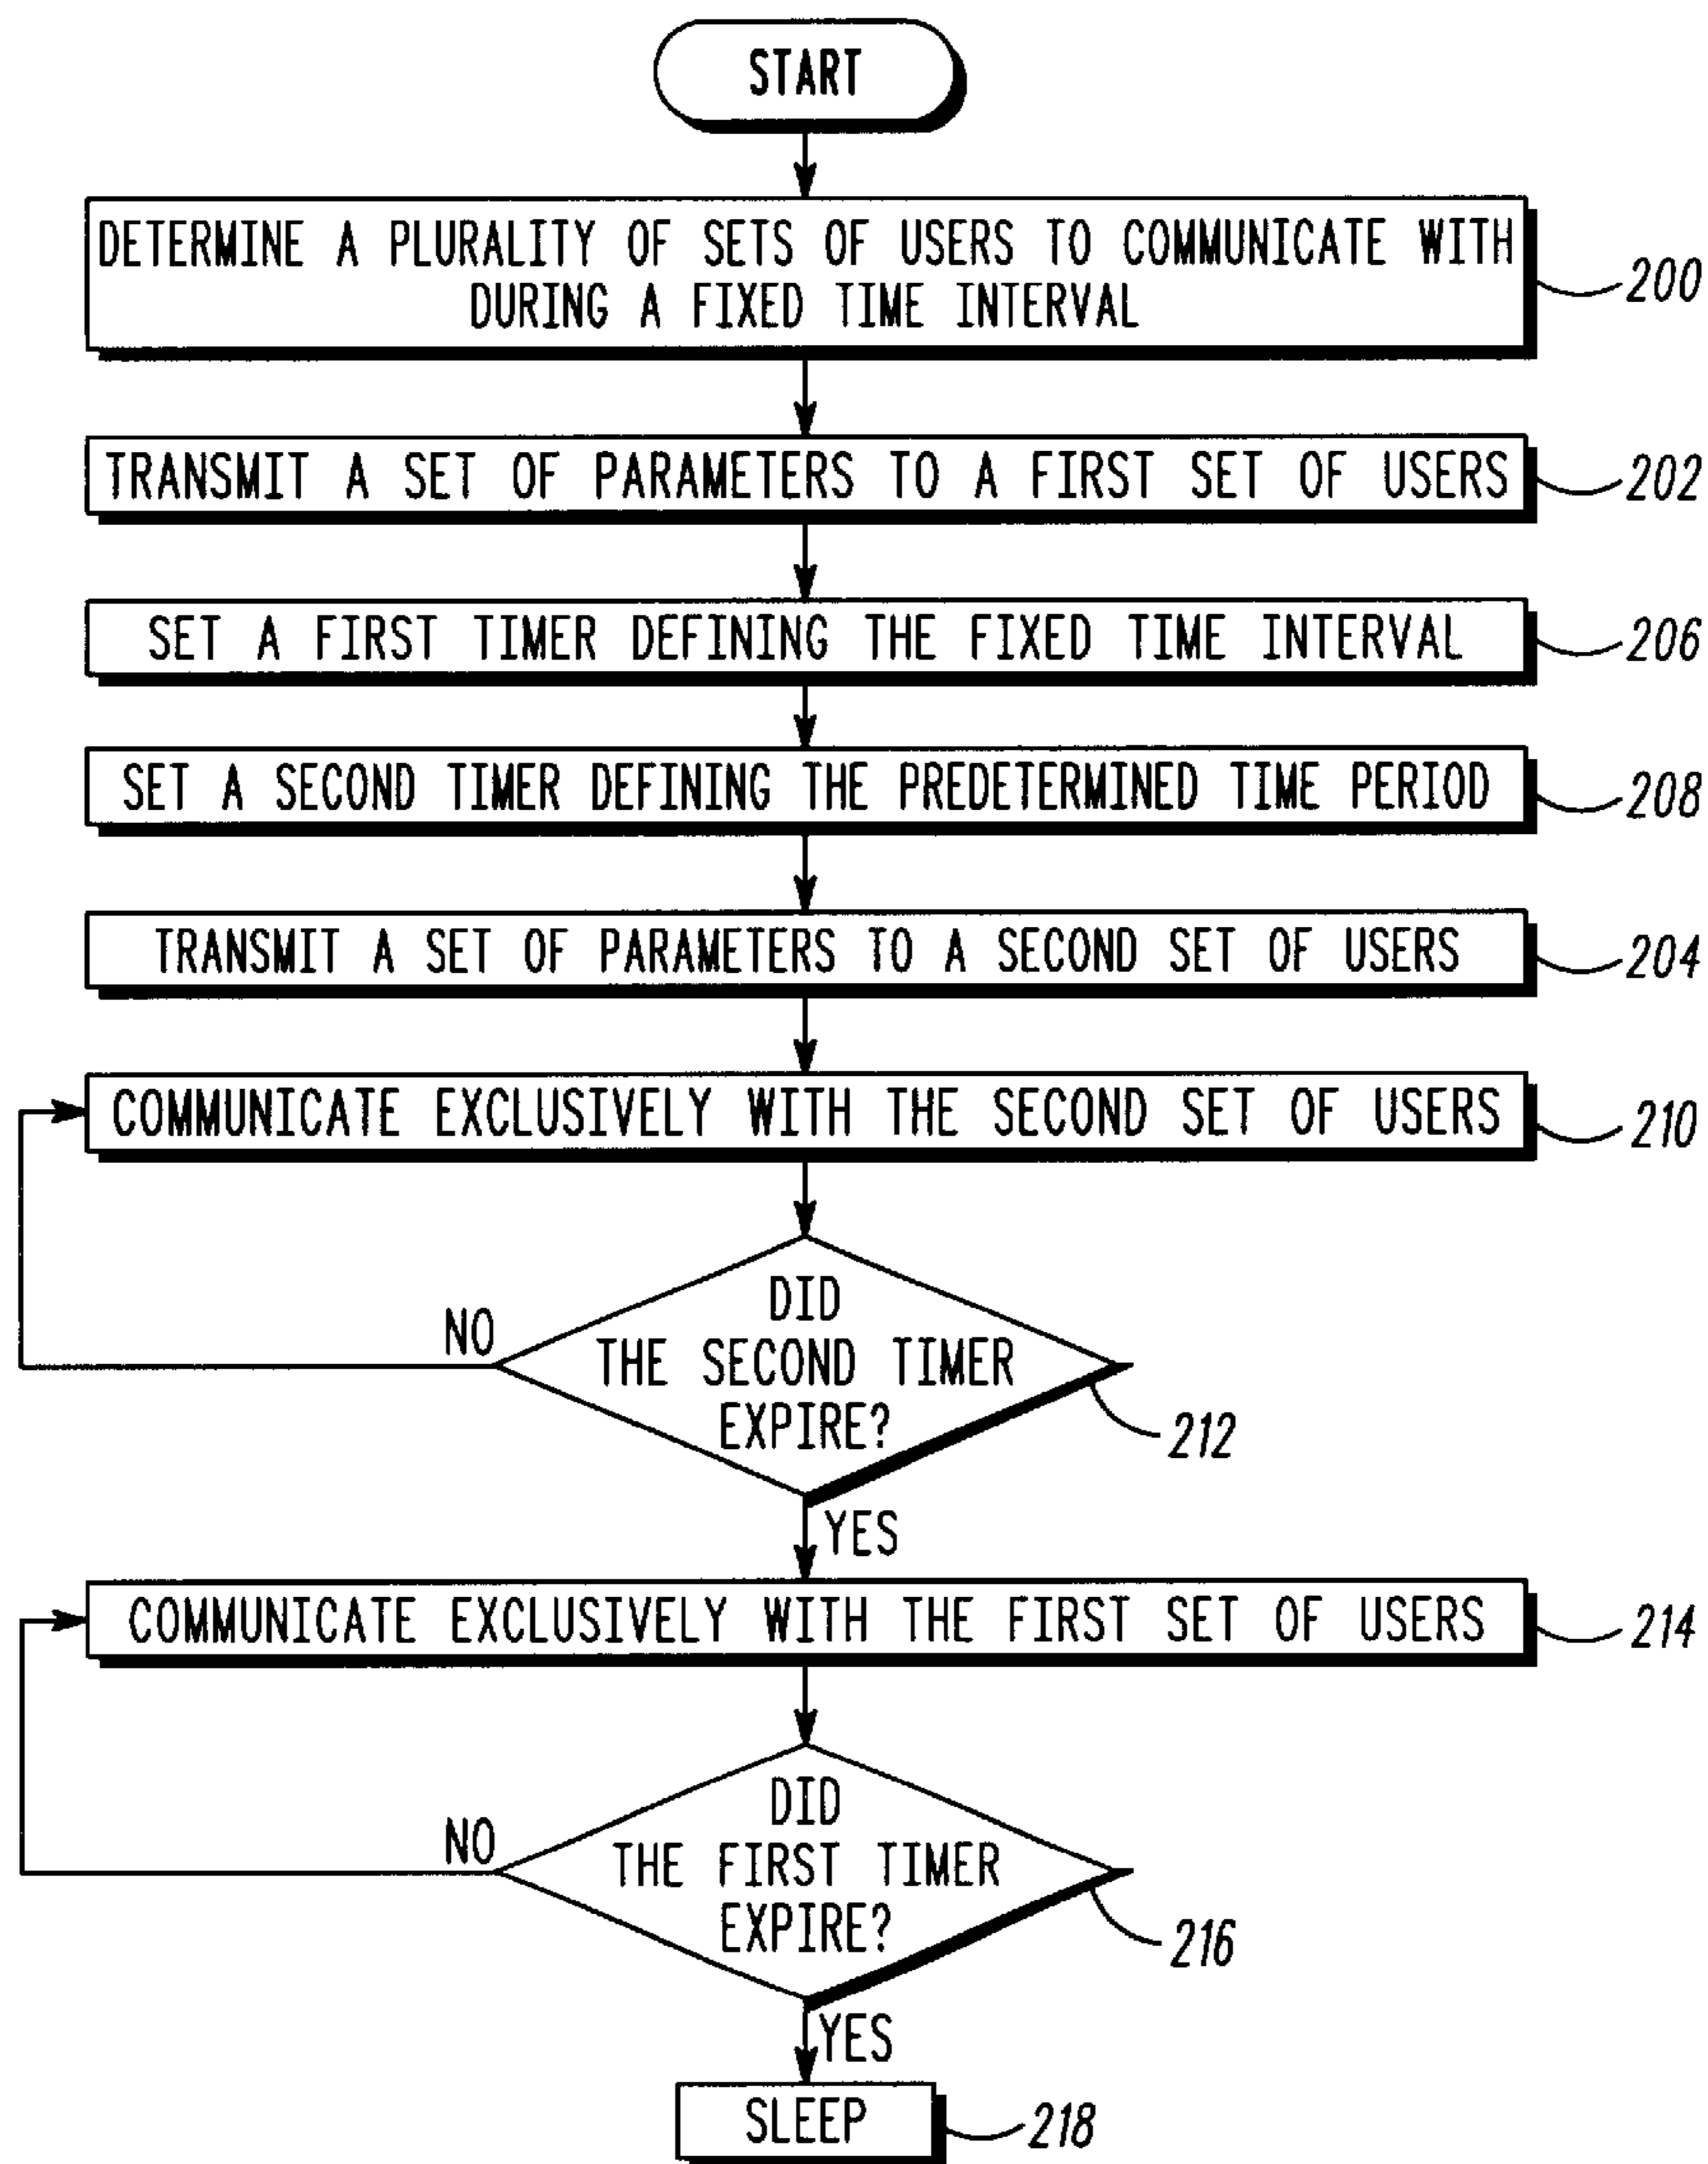 START
DETERMINE A PLURALITY OF SETS OF USERS TO COMMUNICATE WITH
DURING A FIXED TIME INTERVAL
200
TRANSMIT A SET OF PARAMETERS TO A FIRST SET OF USERS
202
SET A FIRST TIMER DEFINING THE FIXED TIME INTERVAL
206
SET A SECOND TIMER DEFINING THE PREDETERMINED TIME PERIOD
208
TRANSMIT A SET OF PARAMETERS TO A SECOND SET OF USERS
204
COMMUNICATE EXCLUSIVELY WITH THE SECOND SET OF USERS
210
DID
THE SECOND TIMER
EXPIRE?
NO
212
YES
COMMUNICATE EXCLUSIVELY WITH THE FIRST SET OF USERS
214
DID
THE FIRST TIMER
EXPIRE?
NO
216
YES
SLEEP
218